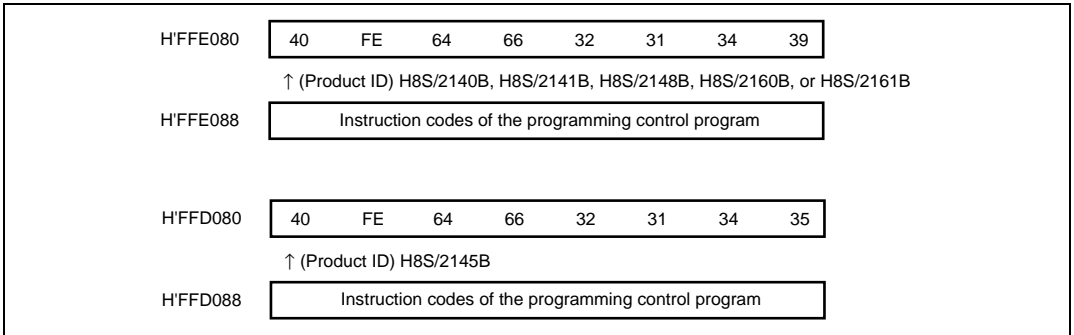 H'FFE080 40 FE 64 66 32 31 34 39
↑ (Product ID) H8S/2140B, H8S/2141B, H8S/2148B, H8S/2160B, or H8S/2161B
H'FFE088 Instruction codes of the programming control program
H'FFD080 40 FE 64 66 32 31 34 35
↑ (Product ID) H8S/2145B
H'FFD088 Instruction codes of the programming control program